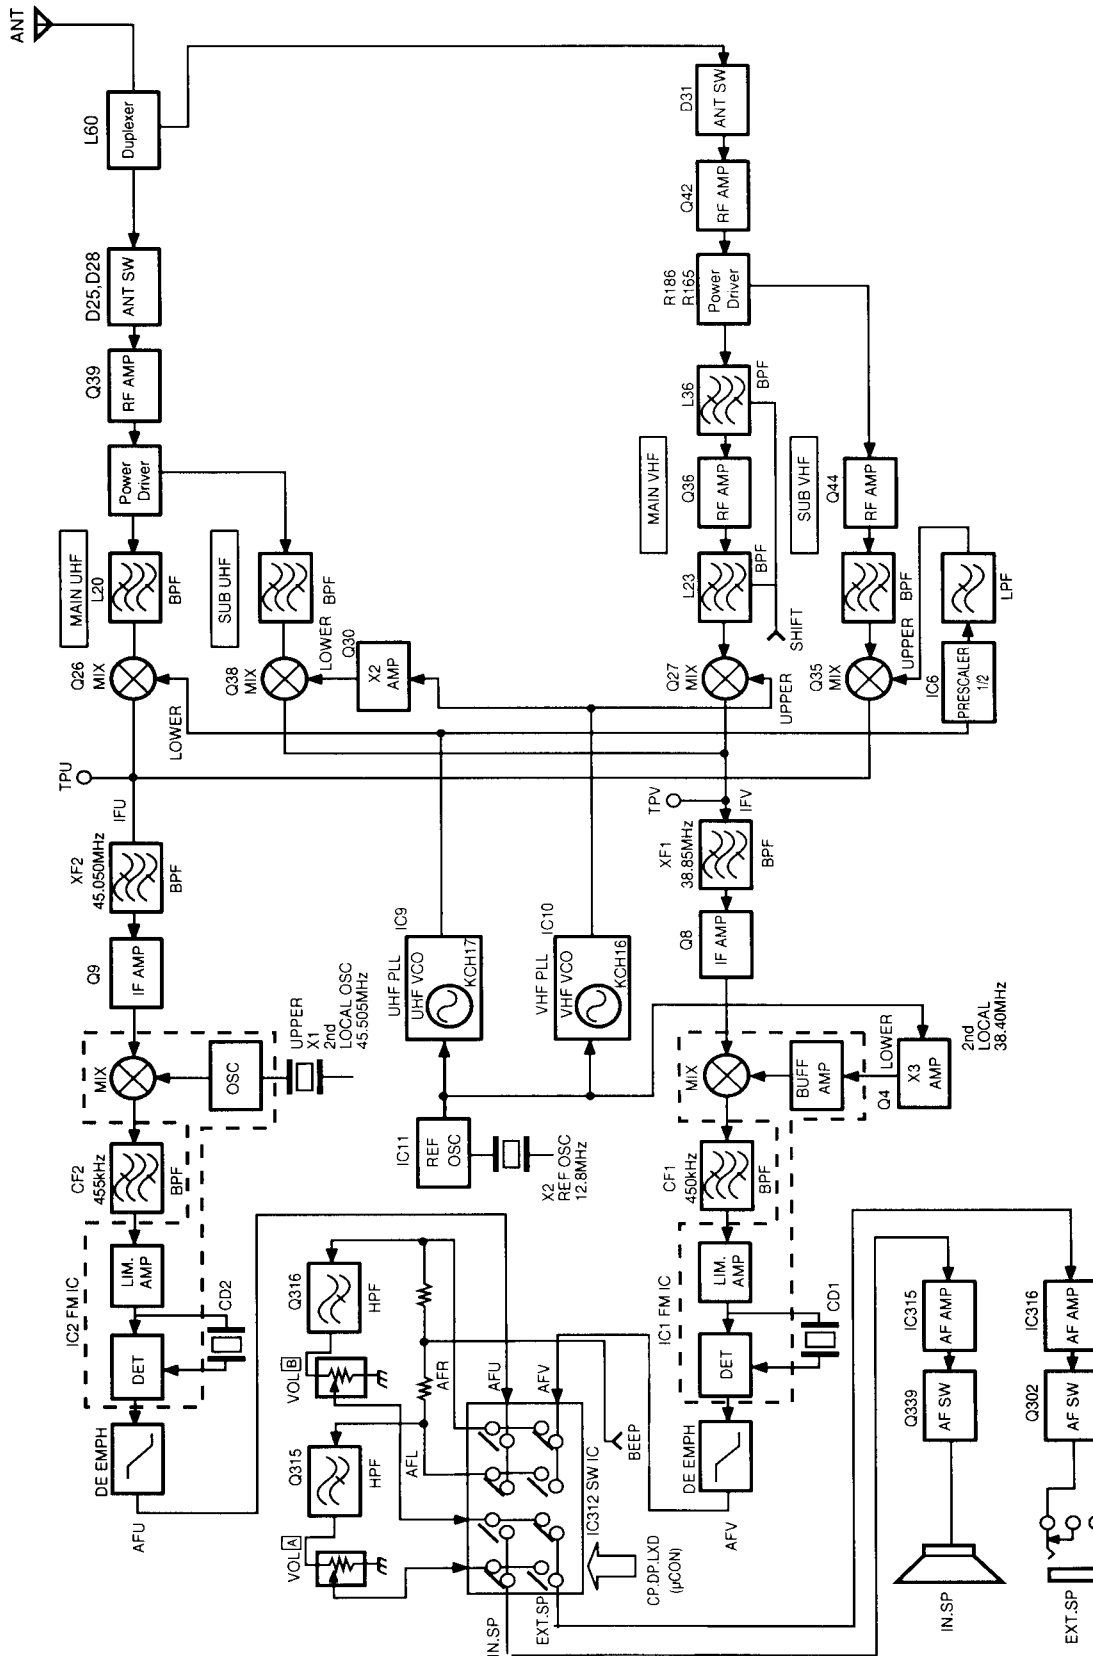 ANT
L60
Duplexer
D31
ANT SW
Q42
RF AMP
R186
R165
Power
Driver
D25,D28
ANT SW
Q39
RF AMP
Power
Driver
MAIN UHF
L20
BPF
SUB UHF
BPF
L36
BPF
MAIN VHF
Q36
RF AMP
SUB VHF
Q44
RF AMP
L23
BPF
SHIFT
BPF
LPF
Q26
MIX
LOWER
Q38
MIX
LOWER
Q30
X2
AMP
Q27
MIX
UPPER
Q35
MIX
UPPER
IC6
PRESCALER
1/2
TPU
IFU
TPV
IFV
XF2
45.050MHz
BPF
Q9
IF AMP
UHF PLL
UHF VCO
IC9
KCH17
VHF PLL
VHF VCO
IC10
KCH16
XF1
38.85MHz
BPF
Q8
IF AMP
MIX
OSC
UPPER
X1
2nd
LOCAL OSC
45.505MHz
IC11
REF
OSC
X2
REF OSC
12.8MHz
MIX
BUFF
AMP
LOWER
Q4
X3
AMP
2nd
LOCAL
38.40MHz
CF2
455kHz
BPF
CF1
450kHz
BPF
IC2 FM IC
LIM.
AMP
DET
CD2
DE EMPH
AFU
IC1 FM IC
LIM.
AMP
DET
CD1
DE EMPH
AFV
Q316
HPF
VOL B
Q315
HPF
VOL A
AFR
AFL
AFU
AFV
BEEP
IC312 SW IC
CP.DP.LXD
(μCON)
IN.SP
EXT.SP
IC315
AF AMP
Q339
AF SW
IN.SP
IC316
AF AMP
Q302
AF SW
EXT.SP